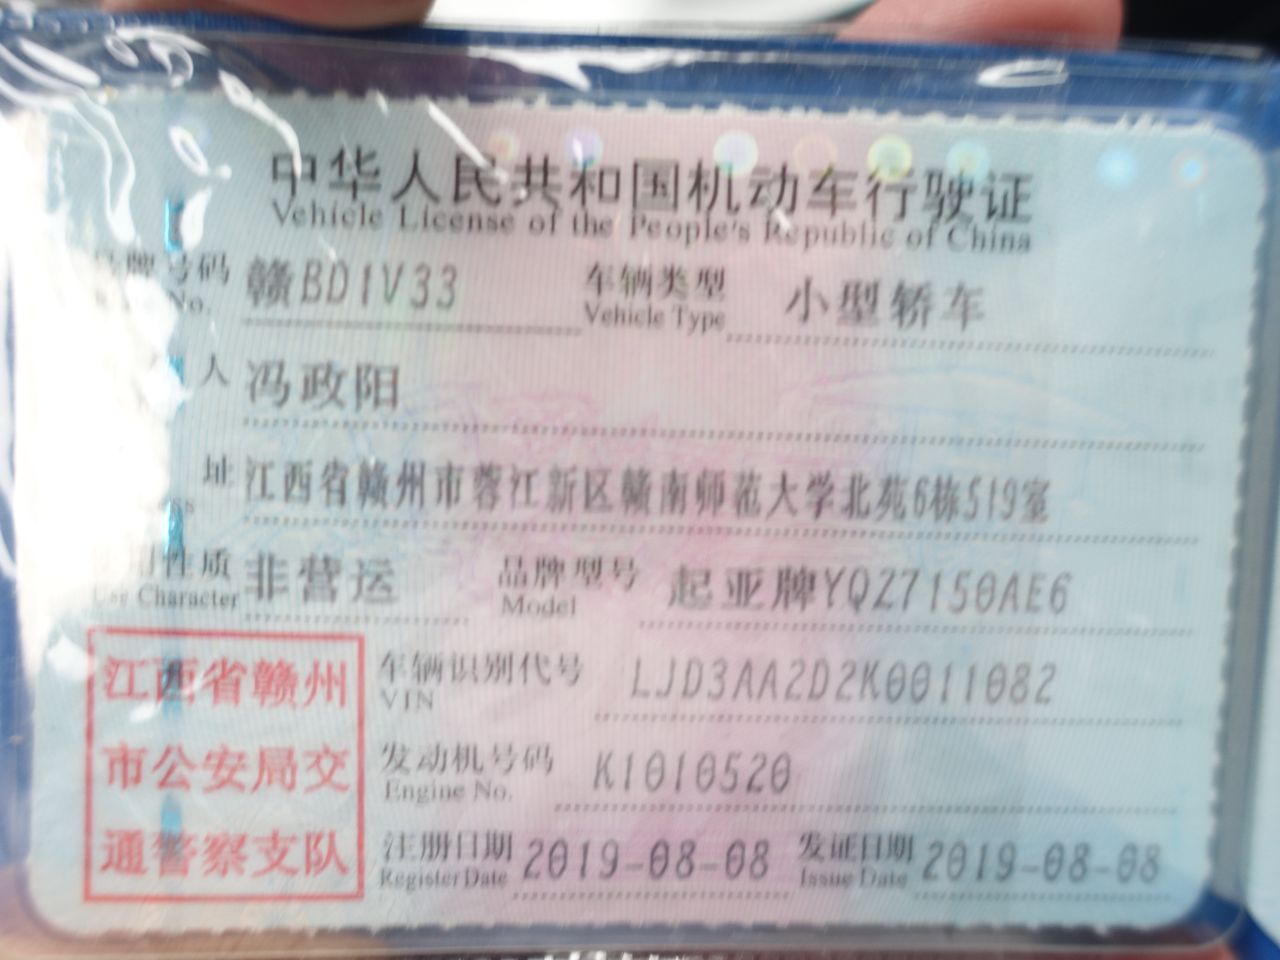 中华人民共和国机动车行驶证
Vehicle License of the People's Republic of China
号牌号码 赣BD1V33 车辆类型 小型轿车
No. Vehicle Type
人 冯政阳
址 江西省赣州市蓉江新区赣南师范大学北苑6栋519室
使用性质 非营运 品牌型号 起亚牌YQZ7150AE6
Use Character Model
江西省赣州
市公安局交
通警察支队
车辆识别代号 LJD3AA2D2K0011082
VIN
发动机号码 K1010520
Engine No.
注册日期 2019-08-08 发证日期 2019-08-08
Register Date Issue Date